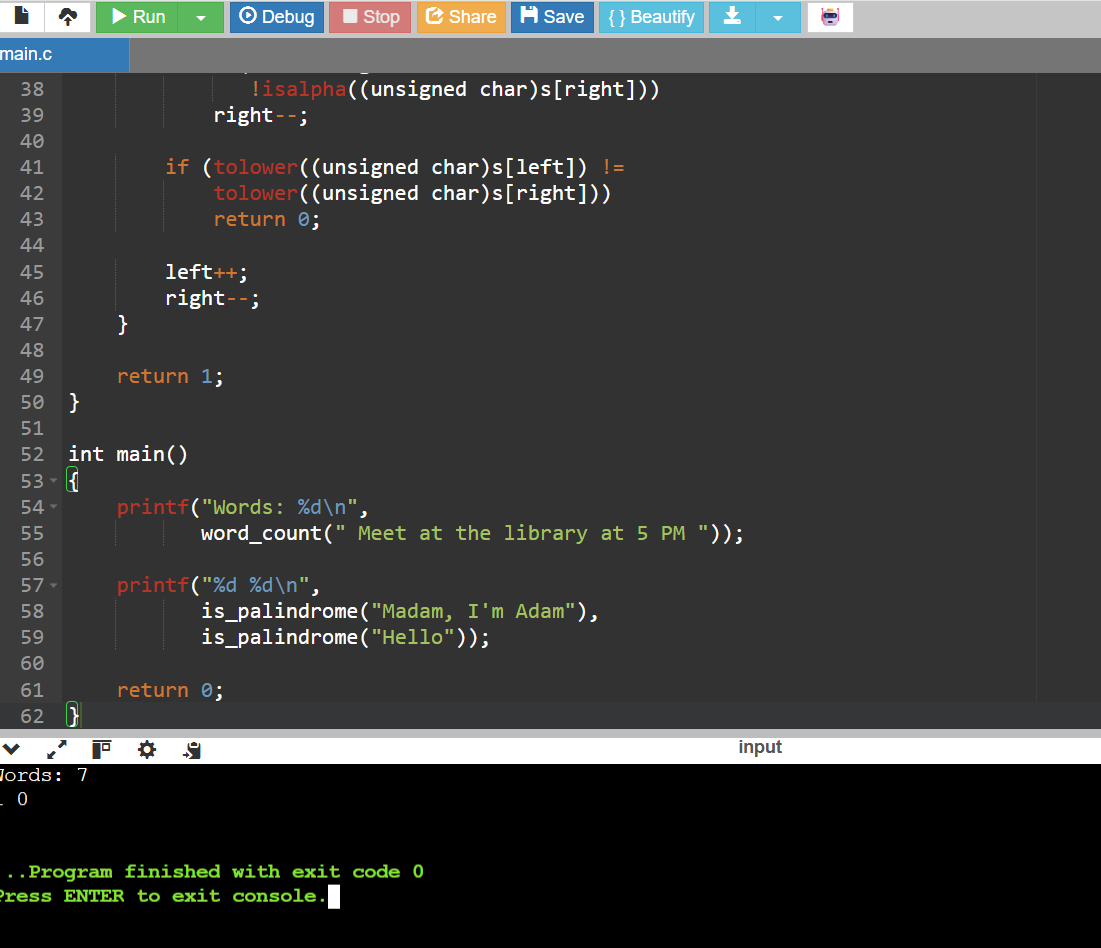 Run Debug Stop Share Save { } Beautify
main.c
38 !isalpha((unsigned char)s[right]))
39 right--;
40
41 if (tolower((unsigned char)s[left]) !=
42 tolower((unsigned char)s[right]))
43 return 0;
44
45 left++;
46 right--;
47 }
48
49 return 1;
50 }
51
52 int main()
53 {
54 printf("Words: %d\n",
55 word_count(" Meet at the library at 5 PM "));
56
57 printf("%d %d\n",
58 is_palindrome("Madam, I'm Adam"),
59 is_palindrome("Hello"));
60
61 return 0;
62 }
input
Words: 7
0
..Program finished with exit code 0
Press ENTER to exit console.